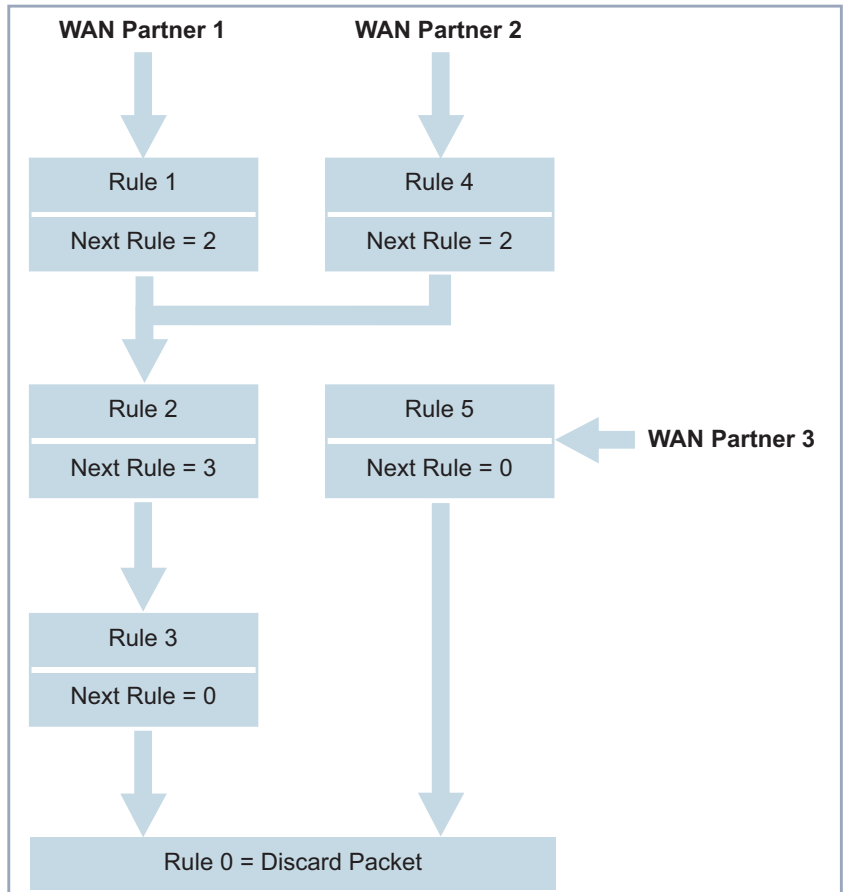 WAN Partner 1
WAN Partner 2
Rule 1
Next Rule = 2
Rule 4
Next Rule = 2
Rule 2
Next Rule = 3
Rule 5
Next Rule = 0
WAN Partner 3
Rule 3
Next Rule = 0
Rule 0 = Discard Packet